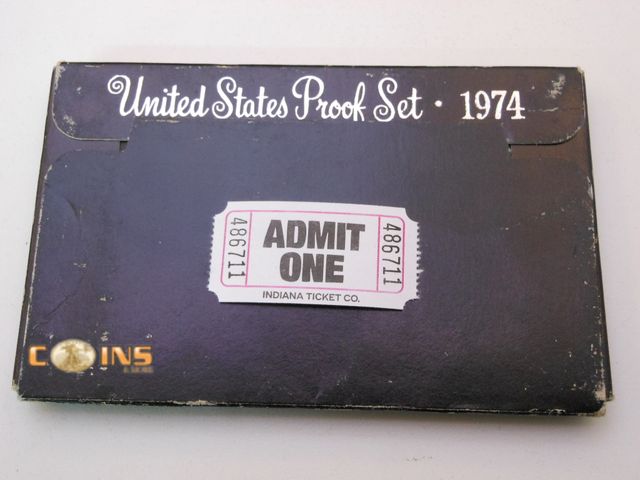 United States Proof Set · 1974
486711
ADMIT
ONE
486711
INDIANA TICKET CO.
COINS